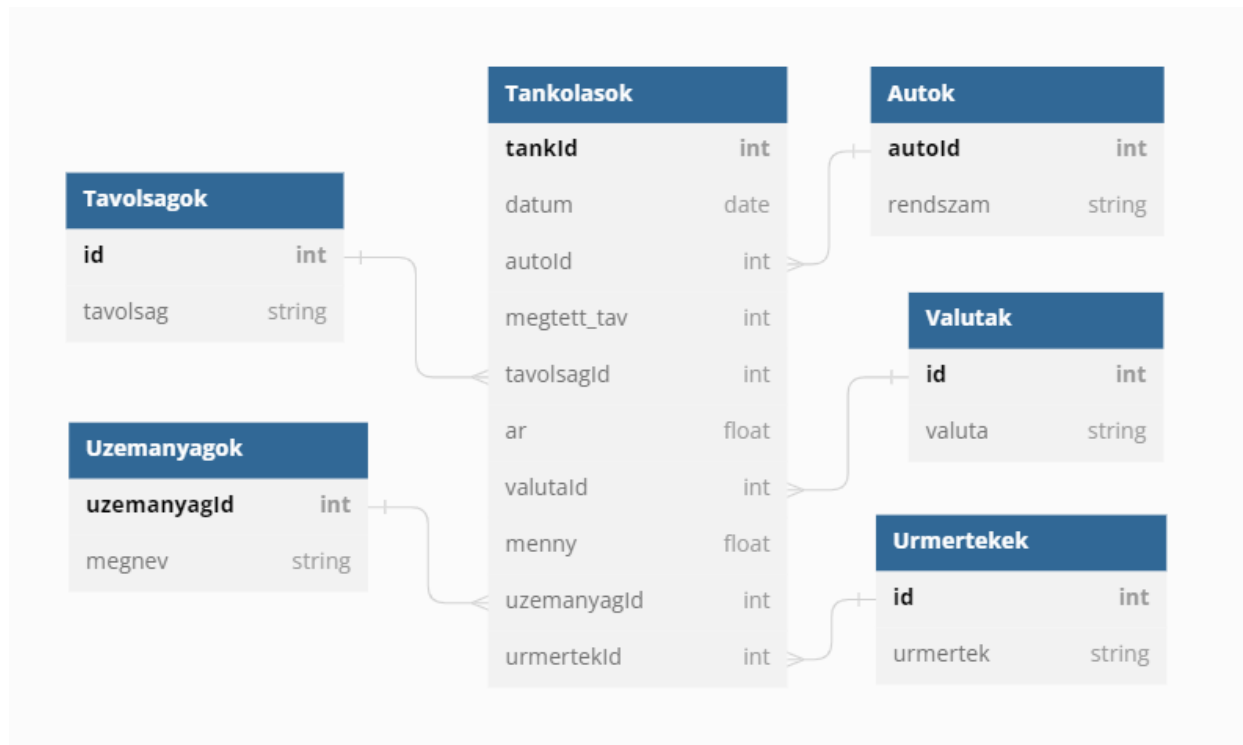 Tavolsagok
id int
tavolsag string
Uzemanyagok
uzemanyagId int
megnev string
Tankolasok
tankId int
datum date
autoId int
megtett_tav int
tavolsagId int
ar float
valutaId int
menny float
uzemanyagId int
urmertekId int
Autok
autoId int
rendszam string
Valutak
id int
valuta string
Urmertekek
id int
urmertek string